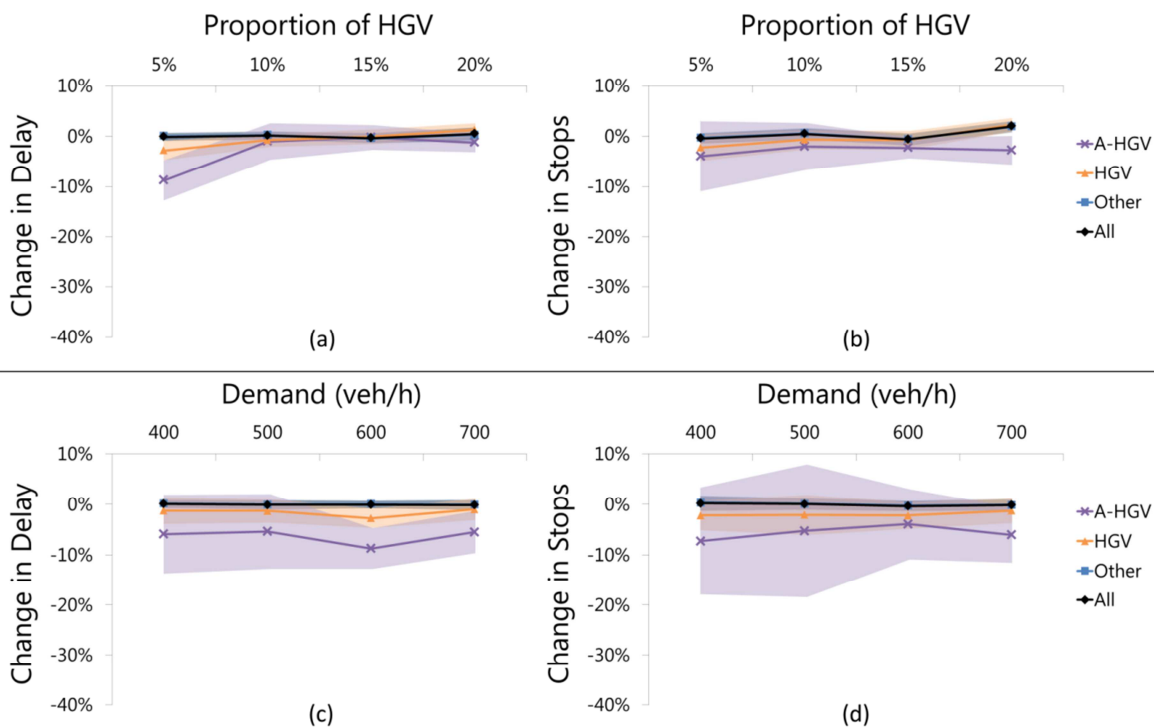 Proportion of HGV
5% 10% 15% 20%
10%
0%
-10%
-20%
-30%
-40%
Change in Delay
(a)
Proportion of HGV
5% 10% 15% 20%
10%
0%
-10%
-20%
-30%
-40%
Change in Stops
(b)
A-HGV
HGV
Other
All
Demand (veh/h)
400 500 600 700
10%
0%
-10%
-20%
-30%
-40%
Change in Delay
(c)
Demand (veh/h)
400 500 600 700
10%
0%
-10%
-20%
-30%
-40%
Change in Stops
(d)
A-HGV
HGV
Other
All